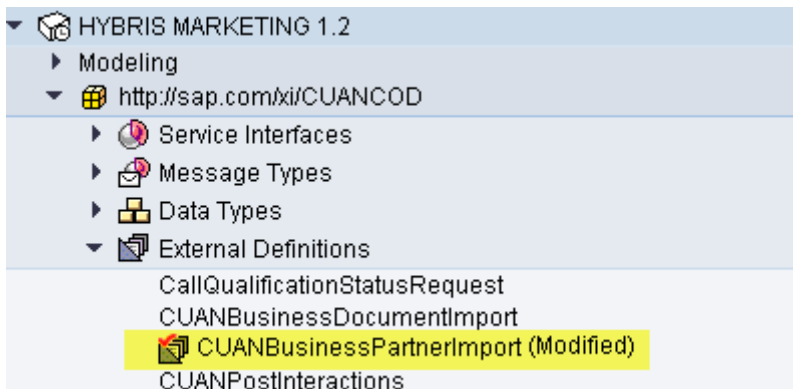 HYBRIS MARKETING 1.2
Modeling
http://sap.com/xi/CUANCOD
Service Interfaces
Message Types
Data Types
External Definitions
CallQualificationStatusRequest
CUANBusinessDocumentImport
CUANBusinessPartnerImport (Modified)
CUANPostInteractions